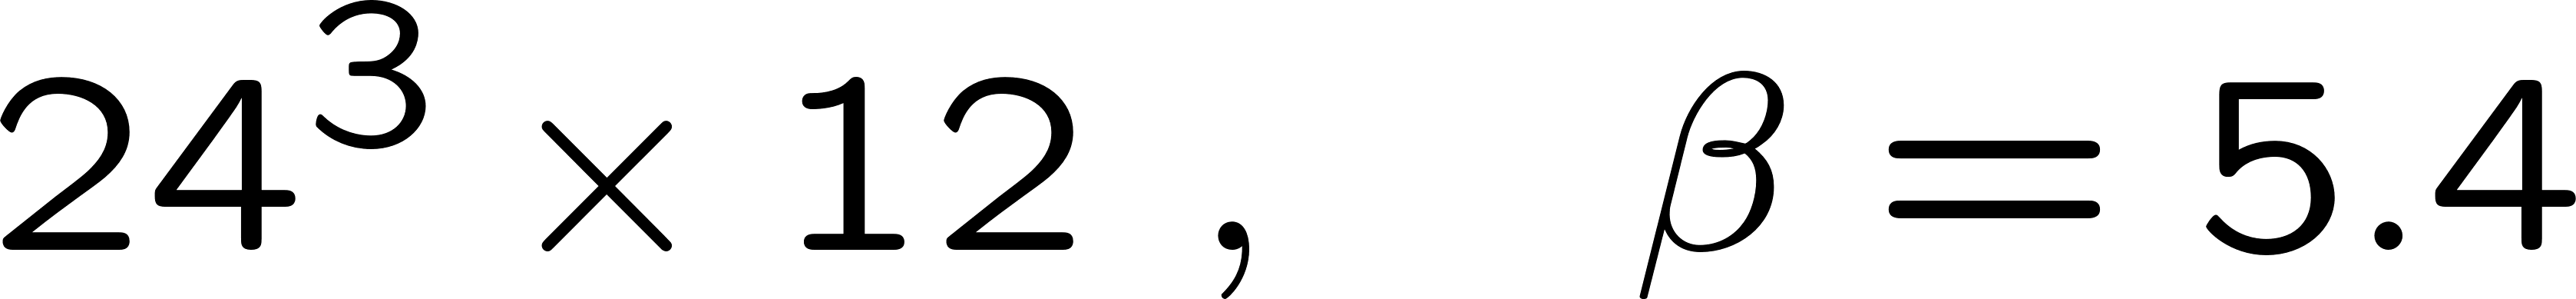 24³ × 12 , β = 5.4